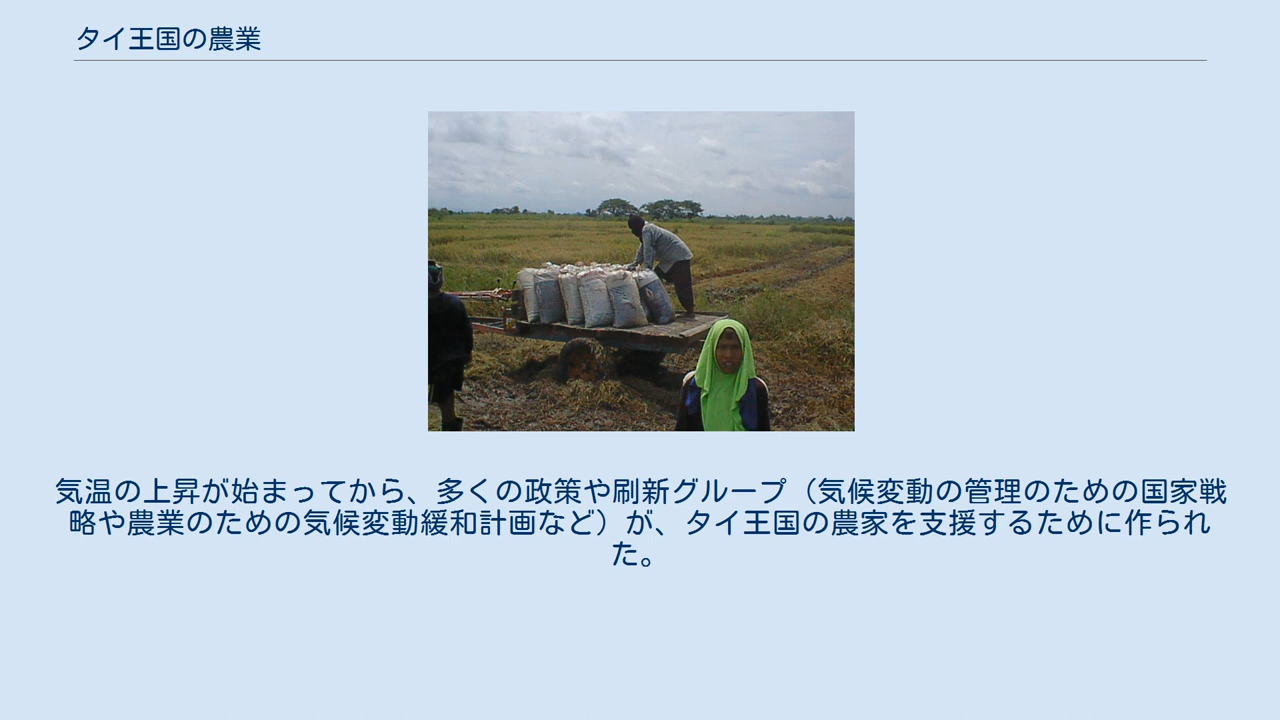 タイ王国の農業
気温の上昇が始まってから、多くの政策や刷新グループ（気候変動の管理のための国家戦
略や農業のための気候変動緩和計画など）が、タイ王国の農家を支援するために作られ
た。